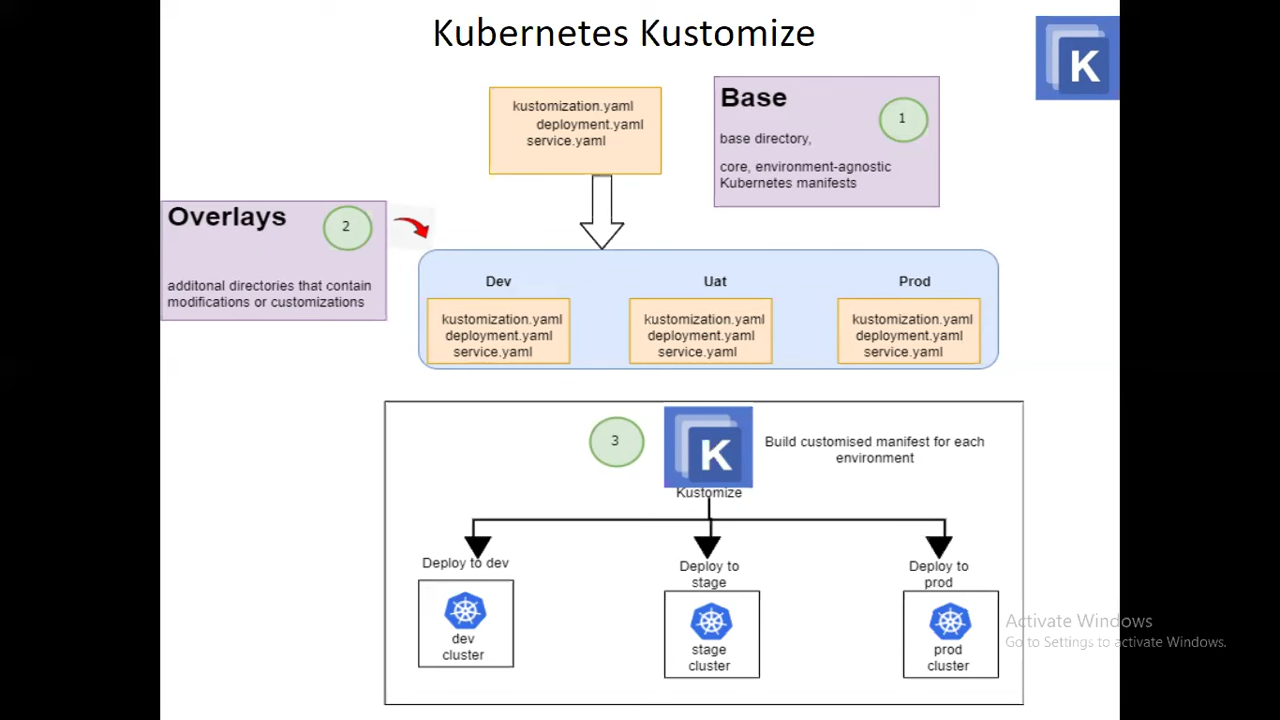 Kubernetes Kustomize
K
kustomization.yaml
deployment.yaml
service.yaml
Base
1
base directory,
core, environment-agnostic
Kubernetes manifests
Overlays
2
additonal directories that contain
modifications or customizations
Dev
Uat
Prod
kustomization.yaml
deployment.yaml
service.yaml
kustomization.yaml
deployment.yaml
service.yaml
kustomization.yaml
deployment.yaml
service.yaml
3
K
Kustomize
Build customised manifest for each
environment
Deploy to dev
Deploy to
stage
Deploy to
prod
dev
cluster
stage
cluster
prod
cluster
Activate Windows
Go to Settings to activate Windows.